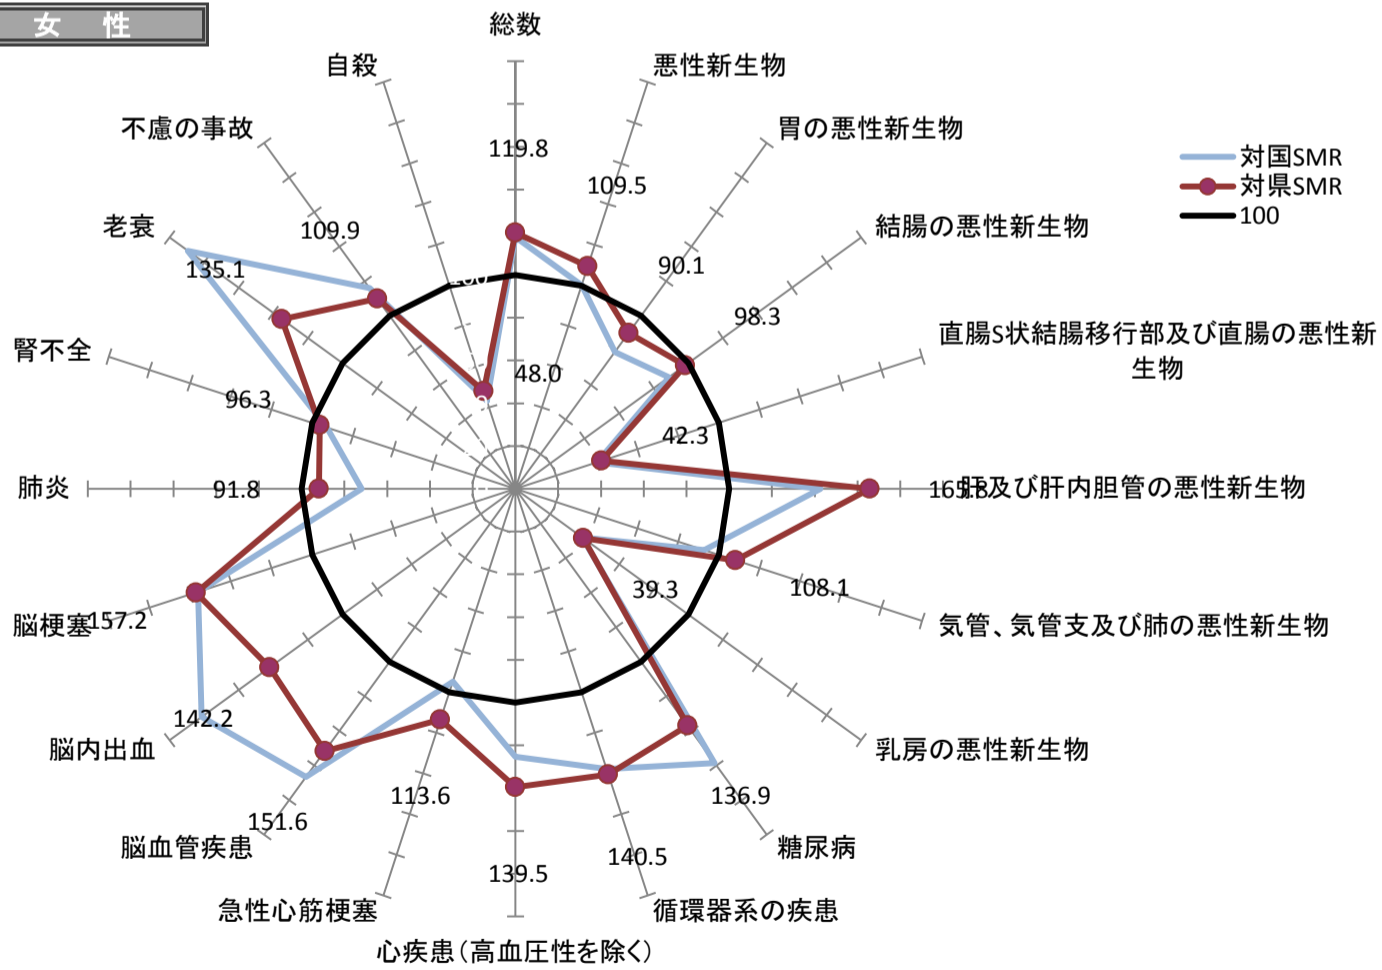 女 性
総数
自殺
悪性新生物
不慮の事故
胃の悪性新生物
119.8
対国SMR
109.5
対県SMR
老衰
結腸の悪性新生物
100
109.9
135.1
90.1
98.3
直腸S状結腸移行部及び直腸の悪性新
生物
腎不全
48.0
96.3
42.3
肺炎
91.8
肝及び肝内胆管の悪性新生物
39.3
108.1
脳梗塞
157.2
気管、気管支及び肺の悪性新生物
142.2
脳内出血
乳房の悪性新生物
113.6
136.9
151.6
脳血管疾患
糖尿病
140.5
139.5
急性心筋梗塞
循環器系の疾患
心疾患（高血圧性を除く）